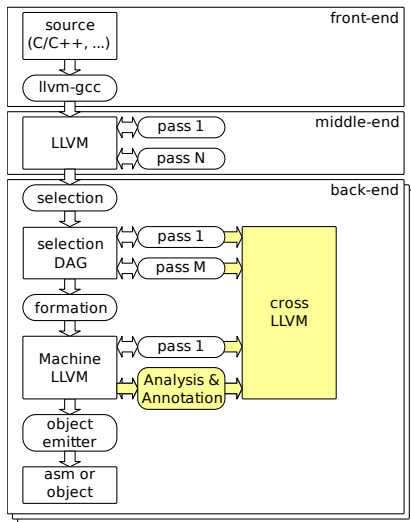 front-end
source
(C/C++, ...)
llvm-gcc
middle-end
LLVM
pass 1
pass N
back-end
selection
selection
DAG
pass 1
pass M
formation
cross
LLVM
Machine
LLVM
pass 1
Analysis &
Annotation
object
emitter
asm or
object